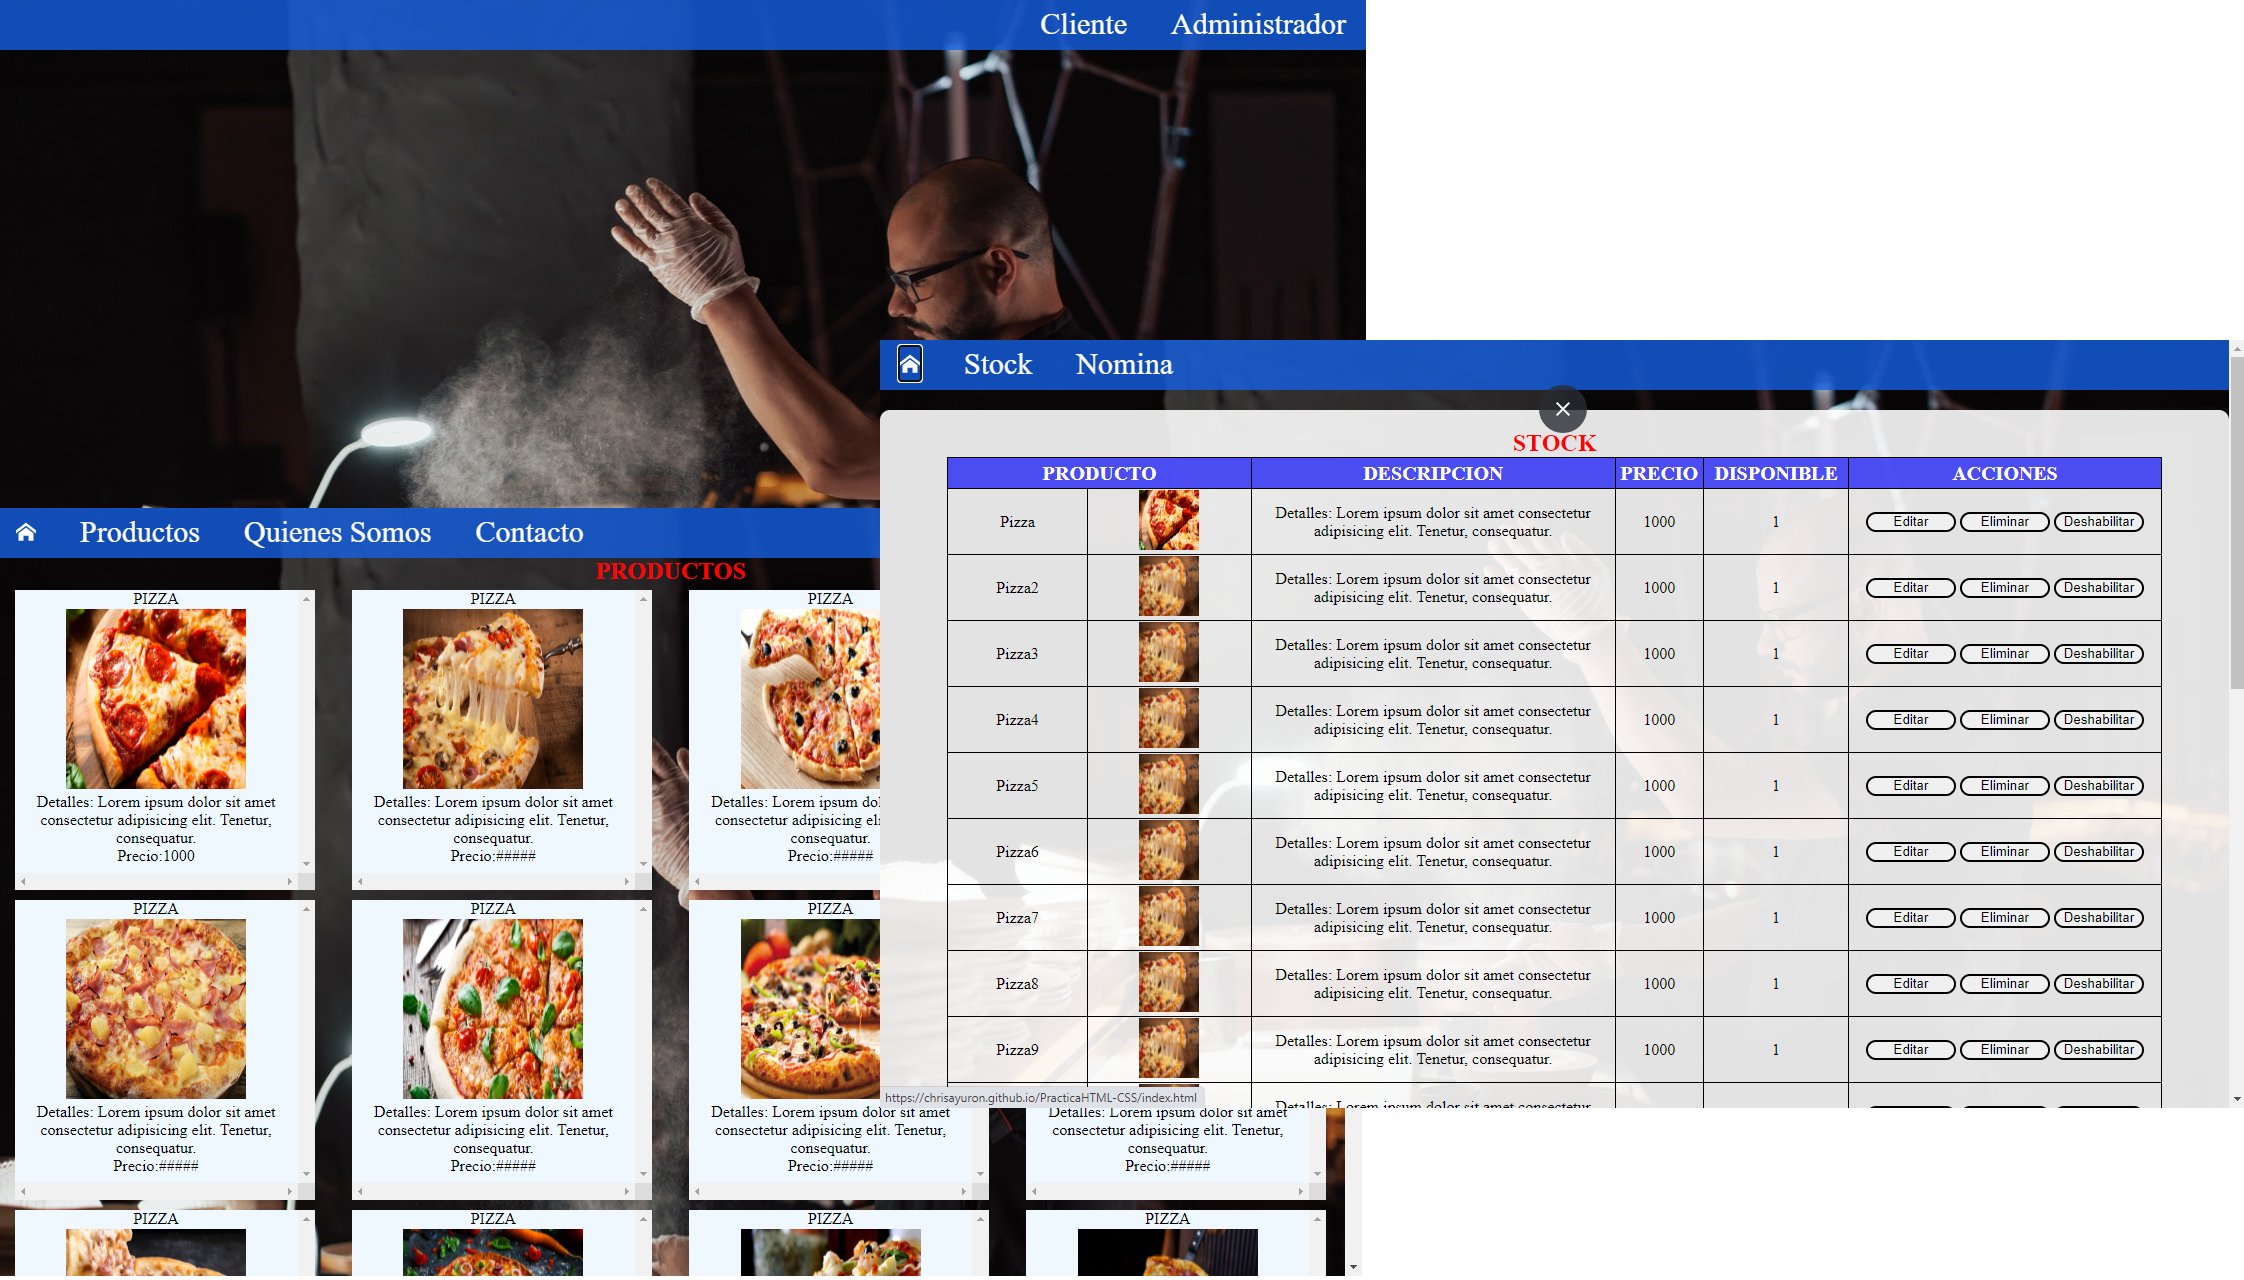 Cliente Administrador
Productos Quienes Somos Contacto
PRODUCTOS
PIZZA PIZZA PIZZA
Detalles: Lorem ipsum dolor sit amet
consectetur adipisicing elit. Tenetur,
consequatur.
Precio:1000
Detalles: Lorem ipsum dolor sit amet
consectetur adipisicing elit. Tenetur,
consequatur.
Precio:#####
Detalles: Lorem ipsum
consectetur adipisicing
consequatur.
Precio:#####
PIZZA PIZZA PIZZA
Detalles: Lorem ipsum dolor sit amet
consectetur adipisicing elit. Tenetur,
consequatur.
Precio:#####
Detalles: Lorem ipsum dolor sit amet
consectetur adipisicing elit. Tenetur,
consequatur.
Precio:#####
Detalles: Lorem ipsum dolor sit amet
consectetur adipisicing elit. Tenetur,
consequatur.
Precio:#####
Detalles: Lorem ipsum dolor sit amet
consectetur adipisicing elit. Tenetur,
consequatur.
Precio:#####
PIZZA PIZZA PIZZA PIZZA
Stock Nomina
STOCK
PRODUCTO DESCRIPCION PRECIO DISPONIBLE ACCIONES
Pizza Detalles: Lorem ipsum dolor sit amet consectetur
adipisicing elit. Tenetur, consequatur. 1000 1 Editar Eliminar Deshabilitar
Pizza2 Detalles: Lorem ipsum dolor sit amet consectetur
adipisicing elit. Tenetur, consequatur. 1000 1 Editar Eliminar Deshabilitar
Pizza3 Detalles: Lorem ipsum dolor sit amet consectetur
adipisicing elit. Tenetur, consequatur. 1000 1 Editar Eliminar Deshabilitar
Pizza4 Detalles: Lorem ipsum dolor sit amet consectetur
adipisicing elit. Tenetur, consequatur. 1000 1 Editar Eliminar Deshabilitar
Pizza5 Detalles: Lorem ipsum dolor sit amet consectetur
adipisicing elit. Tenetur, consequatur. 1000 1 Editar Eliminar Deshabilitar
Pizza6 Detalles: Lorem ipsum dolor sit amet consectetur
adipisicing elit. Tenetur, consequatur. 1000 1 Editar Eliminar Deshabilitar
Pizza7 Detalles: Lorem ipsum dolor sit amet consectetur
adipisicing elit. Tenetur, consequatur. 1000 1 Editar Eliminar Deshabilitar
Pizza8 Detalles: Lorem ipsum dolor sit amet consectetur
adipisicing elit. Tenetur, consequatur. 1000 1 Editar Eliminar Deshabilitar
Pizza9 Detalles: Lorem ipsum dolor sit amet consectetur
adipisicing elit. Tenetur, consequatur. 1000 1 Editar Eliminar Deshabilitar
Detalles: Lorem ipsum dolor sit amet consectetur
https://chrisayuron.github.io/PracticaHTML-CSS/index.html